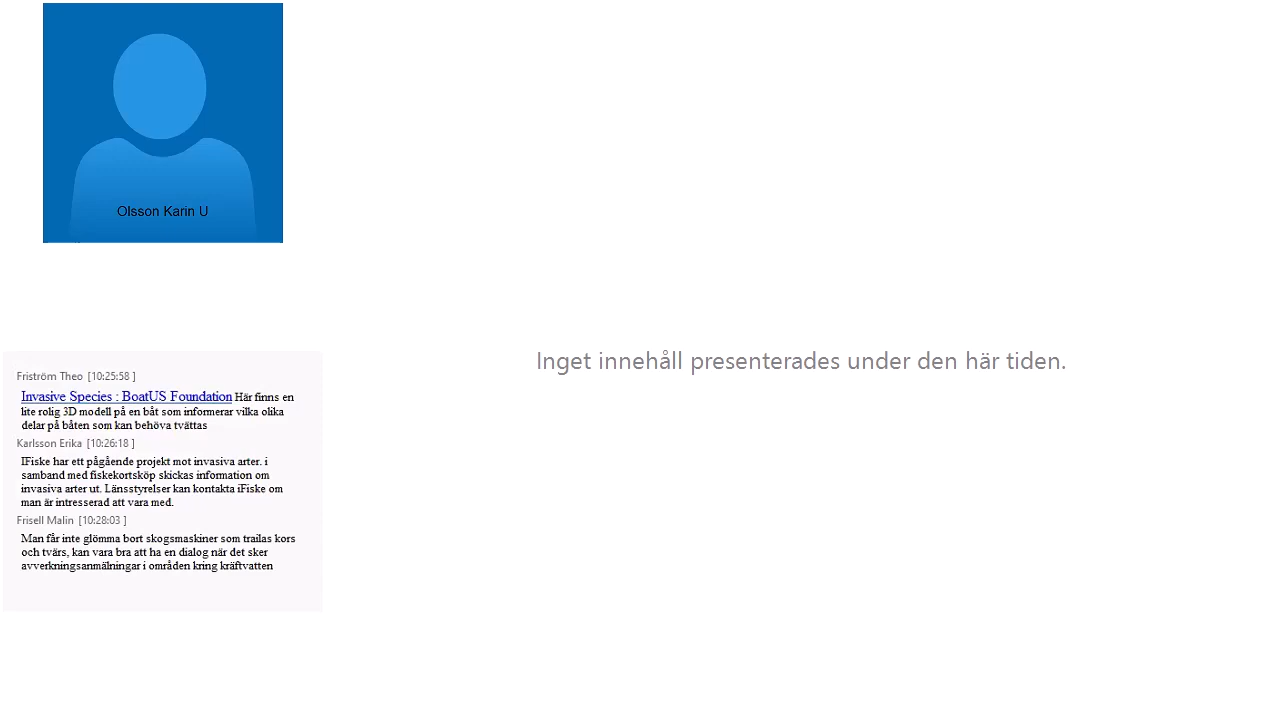 Olsson Karin U
Inget innehåll presenterades under den här tiden.
Friström Theo [10:25:58 ]
Invasive Species : BoatUS Foundation Här finns en
lite rolig 3D modell på en båt som informerar vilka olika
delar på båten som kan behöva tvättas
Karlsson Erika [10:26:18 ]
IFiske har ett pågående projekt mot invasiva arter. i
samband med fiskekortsköp skickas information om
invasiva arter ut. Länsstyrelser kan kontakta iFiske om
man är intresserad att vara med.
Frisell Malin [10:28:03 ]
Man får inte glömma bort skogsmaskiner som trailas kors
och tvärs, kan vara bra att ha en dialog när det sker
avverkningsanmälningar i områden kring kräftvatten